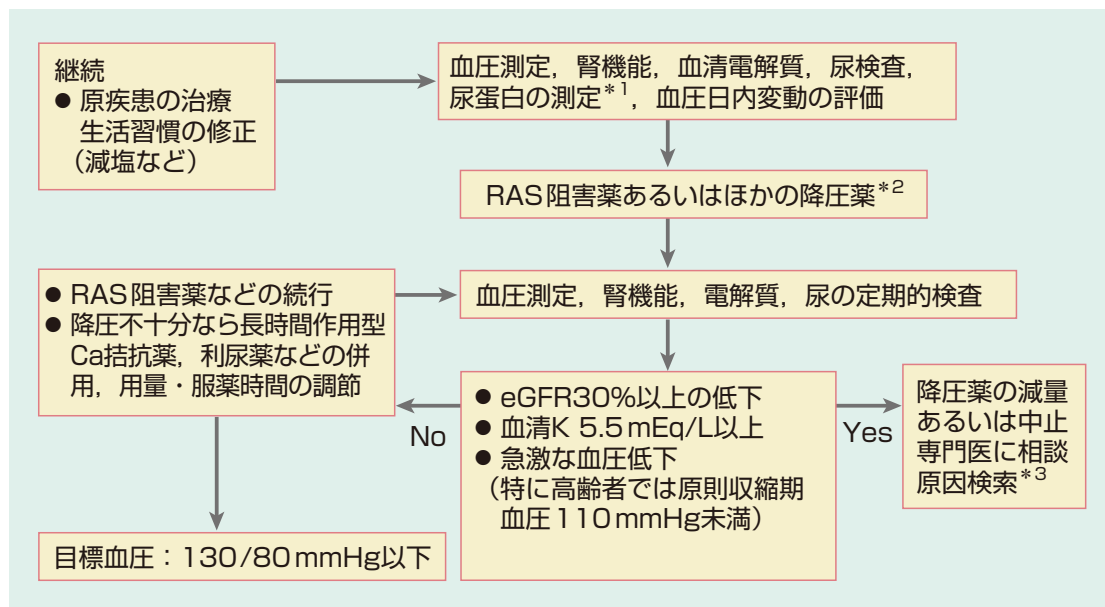 継続
● 原疾患の治療
生活習慣の修正
（減塩など）
血圧測定，腎機能，血清電解質，尿検査，
尿蛋白の測定*1，血圧日内変動の評価
RAS阻害薬あるいはほかの降圧薬*2
● RAS阻害薬などの続行
● 降圧不十分なら長時間作用型
Ca拮抗薬，利尿薬などの併
用，用量・服薬時間の調節
血圧測定，腎機能，電解質，尿の定期的検査
● eGFR30%以上の低下
● 血清K 5.5mEq/L以上
● 急激な血圧低下
（特に高齢者では原則収縮期
血圧110mmHg未満）
No
Yes
降圧薬の減量
あるいは中止
専門医に相談
原因検索*3
目標血圧：130/80mmHg以下